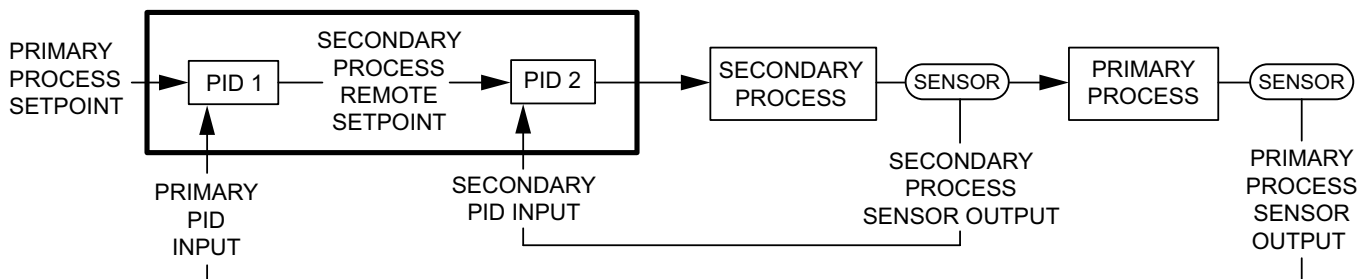 PRIMARY
PROCESS
SETPOINT
PID 1
SECONDARY
PROCESS
REMOTE
SETPOINT
PID 2
SECONDARY
PROCESS
SENSOR
PRIMARY
PROCESS
SENSOR
PRIMARY
PID
INPUT
SECONDARY
PID INPUT
SECONDARY
PROCESS
SENSOR OUTPUT
PRIMARY
PROCESS
SENSOR
OUTPUT